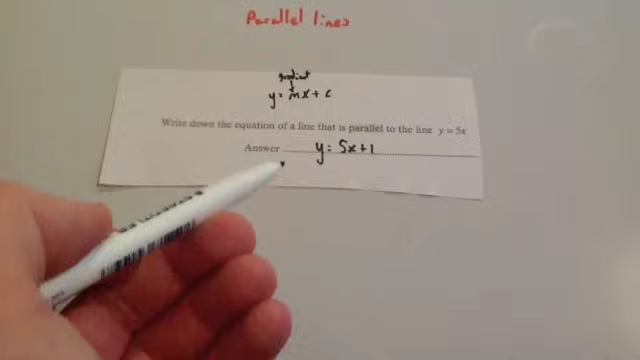 Parallel lines
gradient
y = mx + c
Write down the equation of a line that is parallel to the line y = 5x
Answer y = 5x+1